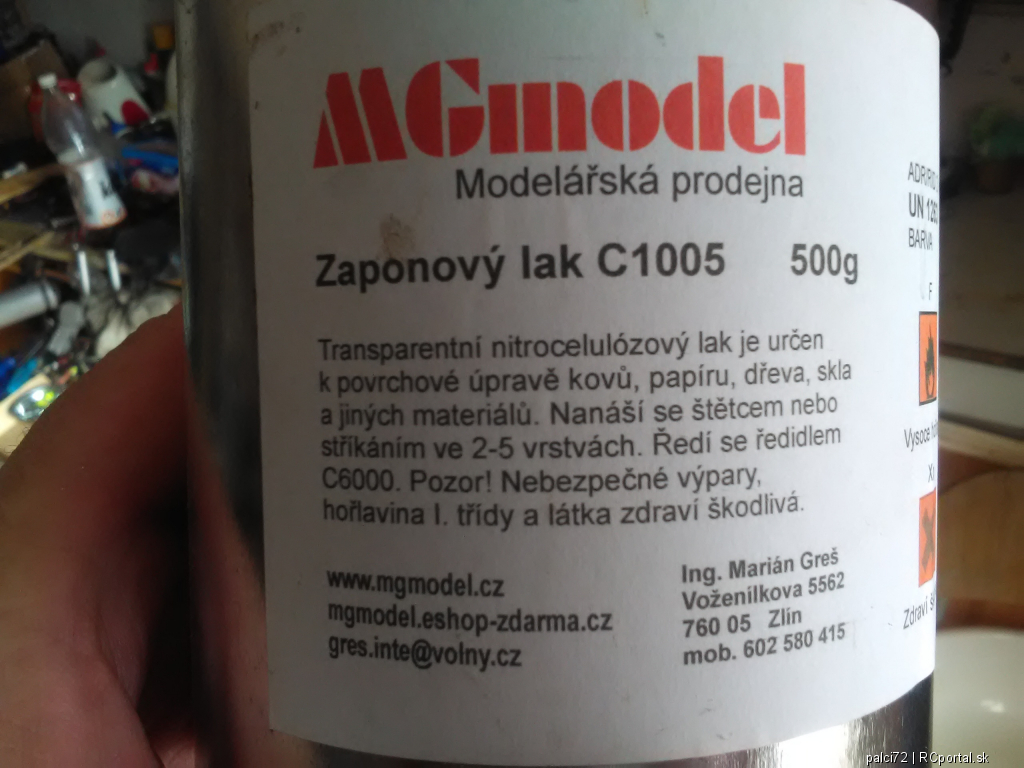 MGmodel
Modelářská prodejna
Zaponový lak C1005 500g
Transparentní nitrocelulózový lak je určen
k povrchové úpravě kovů, papíru, dřeva, skla
a jiných materiálů. Nanáší se štětcem nebo
stříkáním ve 2-5 vrstvách. Ředí se ředidlem
C6000. Pozor! Nebezpečné výpary,
hořlavina I. třídy a látka zdraví škodlivá.
www.mgmodel.cz
mgmodel.eshop-zdarma.cz
gres.inte@volny.cz
Ing. Marián Greš
Voženílkova 5562
760 05 Zlín
mob. 602 580 415
UN
BARVA
F
Vysoce
Zdraví
palci72 | RCportal.sk